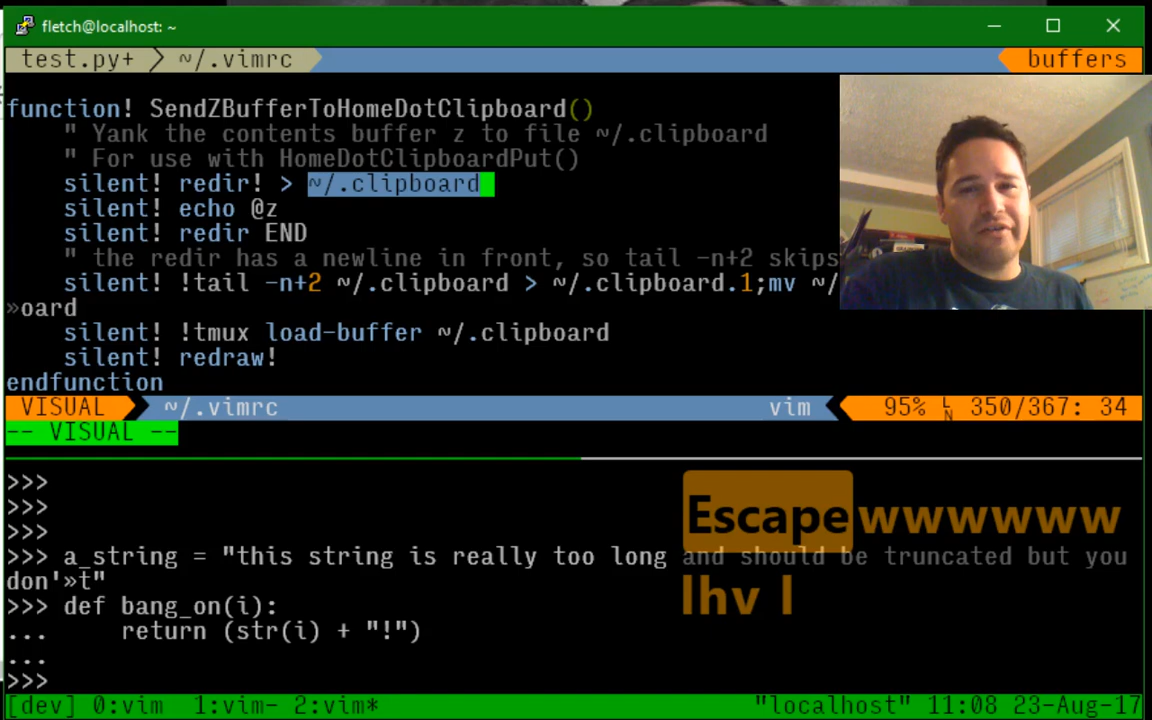 fletch@localhost: ~
test.py+ ~/.vimrc buffers
function! SendZBufferToHomeDotClipboard()
" Yank the contents buffer z to file ~/.clipboard
" For use with HomeDotClipboardPut()
silent! redir! > ~/.clipboard
silent! echo @z
silent! redir END
" the redir has a newline in front, so tail -n+2 skips
silent! !tail -n+2 ~/.clipboard > ~/.clipboard.1;mv ~/
»oard
silent! !tmux load-buffer ~/.clipboard
silent! redraw!
endfunction
VISUAL ~/.vimrc vim 95% LN 350/367: 34
-- VISUAL --
>>>
>>>
>>>
>>> a_string = "this string is really too long and should be truncated but you
don'»t"
>>> def bang_on(i):
... return (str(i) + "!")
...
>>>
Escape wwwwwww
lhv l
[dev] 0:vim 1:vim- 2:vim* "localhost" 11:08 23-Aug-17